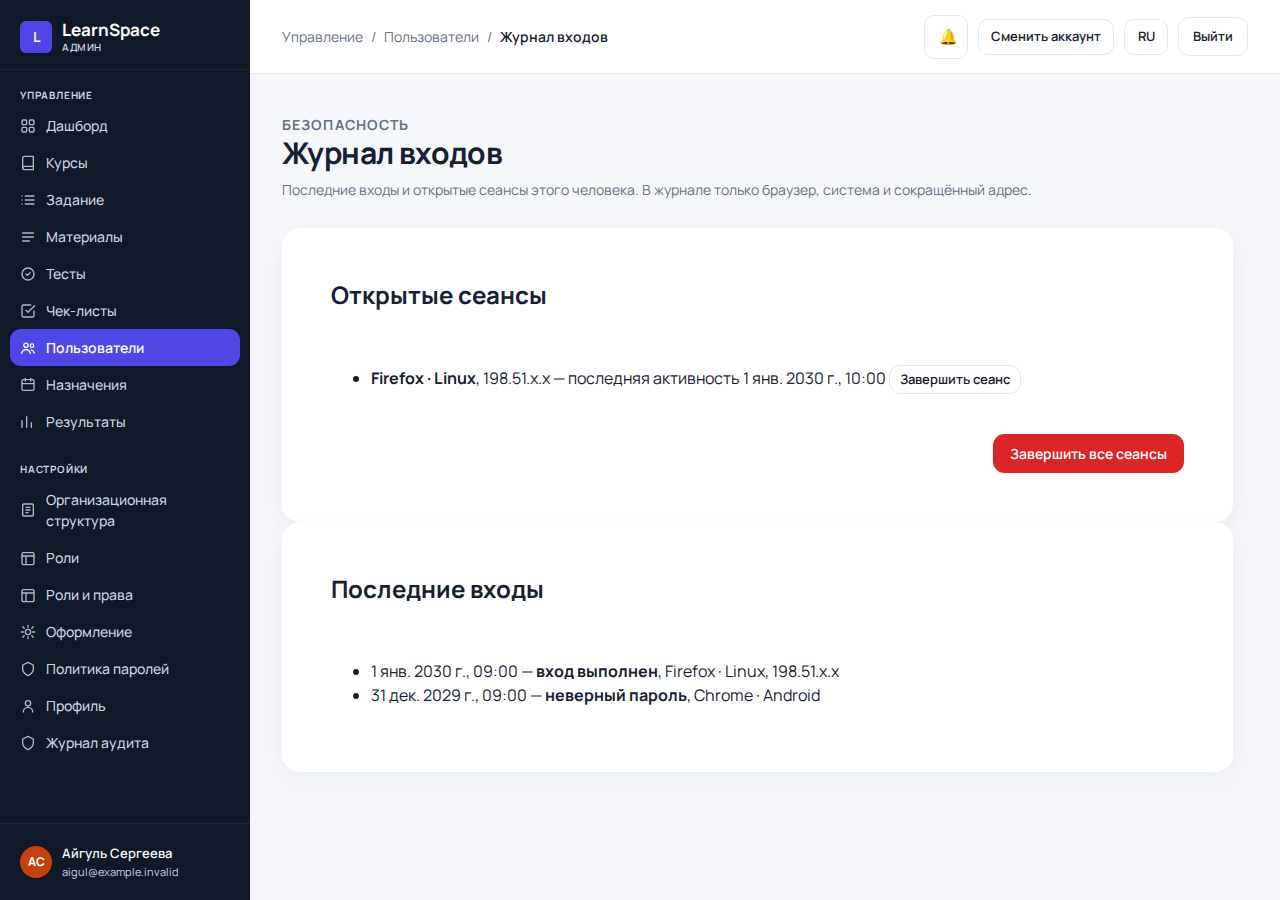 L
LearnSpace
АДМИН
Управление / Пользователи / Журнал входов
Сменить аккаунт
RU
Выйти
УПРАВЛЕНИЕ
Дашборд
Курсы
Задание
Материалы
Тесты
Чек-листы
Пользователи
Назначения
Результаты
НАСТРОЙКИ
Организационная
структура
Роли
Роли и права
Оформление
Политика паролей
Профиль
Журнал аудита
АС
Айгуль Сергеева
aigul@example.invalid
БЕЗОПАСНОСТЬ
Журнал входов
Последние входы и открытые сеансы этого человека. В журнале только браузер, система и сокращённый адрес.
Открытые сеансы
Firefox · Linux, 198.51.x.x — последняя активность 1 янв. 2030 г., 10:00 Завершить сеанс
Завершить все сеансы
Последние входы
1 янв. 2030 г., 09:00 — вход выполнен, Firefox · Linux, 198.51.x.x
31 дек. 2029 г., 09:00 — неверный пароль, Chrome · Android